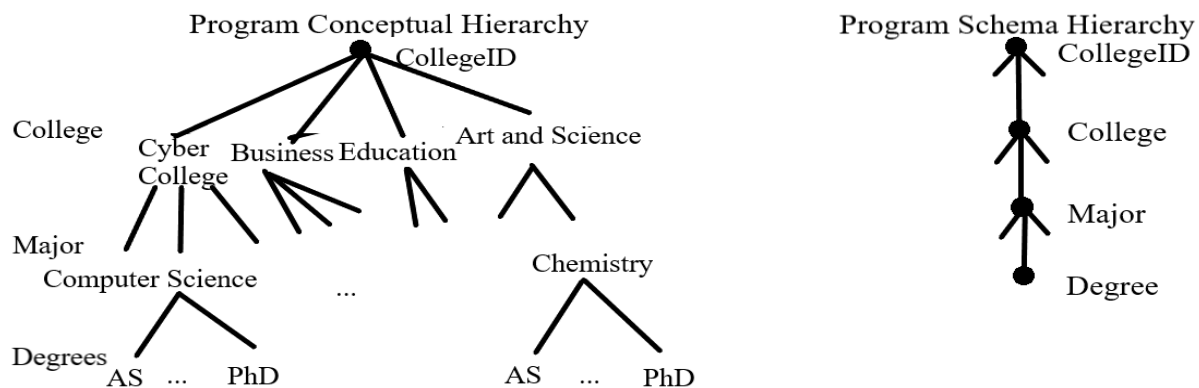 Program Conceptual Hierarchy
CollegeID
College
Cyber
College
Business
Education
Art and Science
Major
Computer Science
...
Chemistry
Degrees
AS
...
PhD
AS
...
PhD
Program Schema Hierarchy
CollegeID
College
Major
Degree